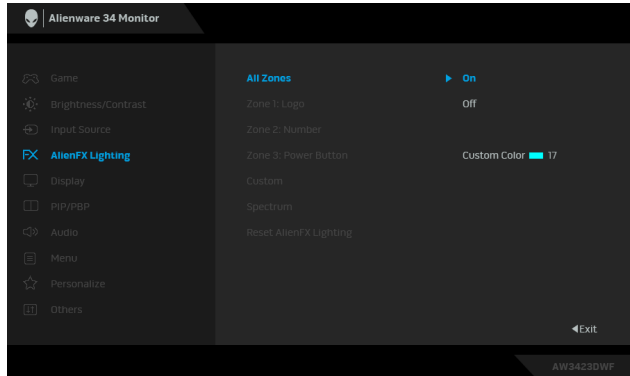 Alienware 34 Monitor
Game
Brightness/Contrast
Input Source
FX AlienFX Lighting
Display
PIP/PBP
Audio
Menu
Personalize
Others
All Zones
Zone 1: Logo
Zone 2: Number
Zone 3: Power Button
Custom
Spectrum
Reset AlienFX Lighting
On
Off
Custom Color 17
Exit
AW3423DWF